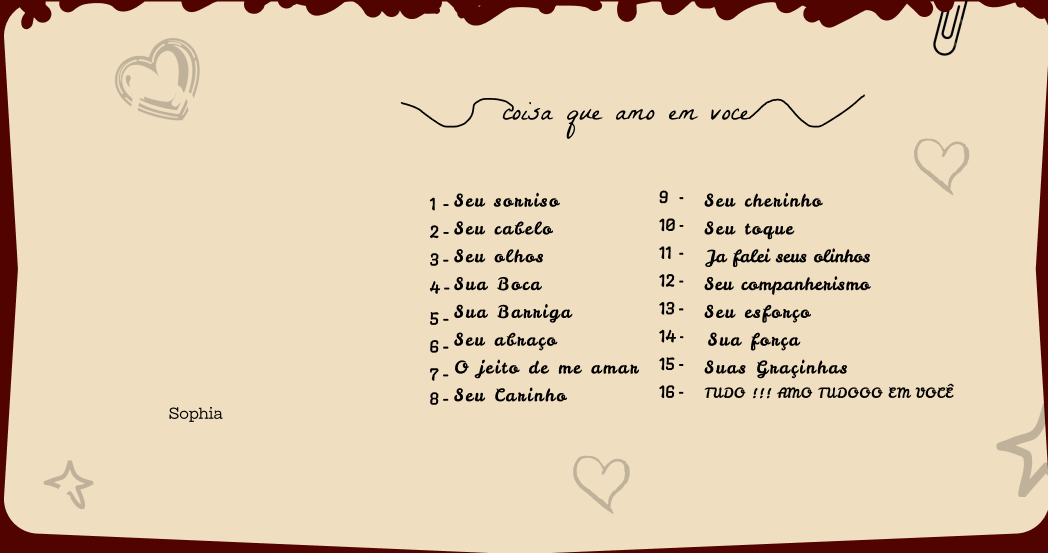 coisa que amo em voce
1 - Seu sorriso
2 - Seu cabelo
3 - Seu olhos
4 - Sua Boca
5 - Sua Barriga
6 - Seu abraço
7 - O jeito de me amar
8 - Seu Carinho
9 - Seu cherinho
10 - Seu toque
11 - Ja falei seus olinhos
12 - Seu companherismo
13 - Seu esforço
14 - Sua força
15 - Suas Graçinhas
16 - TUDO !!! AMO TUDOOO EM VOCÊ
Sophia